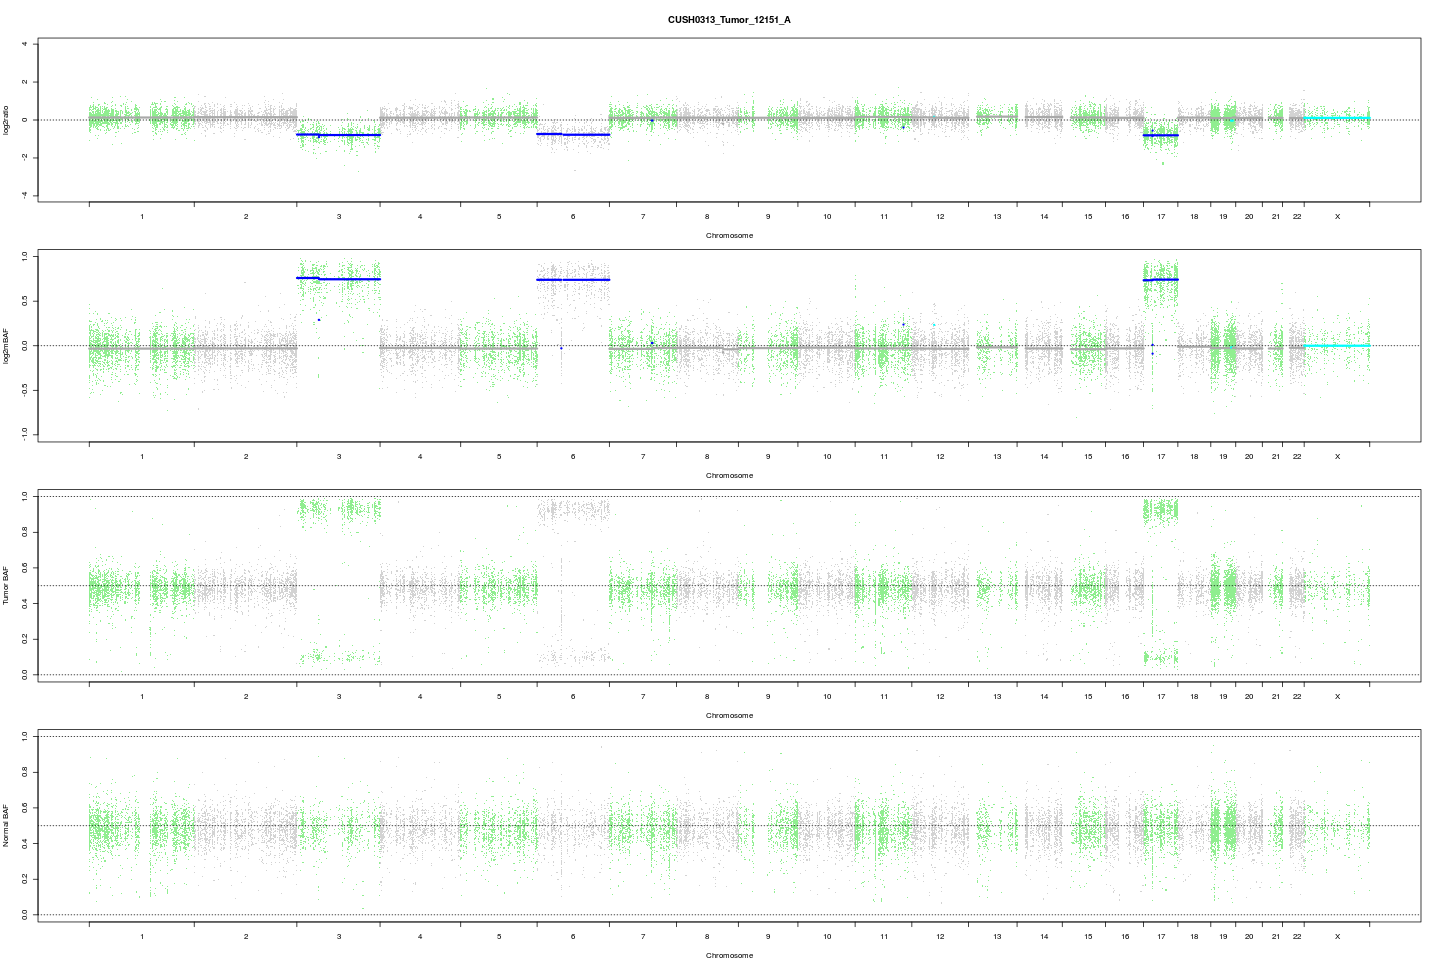 CUSH0313_Tumor_12151_A
4
2
0
-2
-4
log2ratio
1 2 3 4 5 6 7 8 9 10 11 12 13 14 15 16 17 18 19 20 21 22 X
Chromosome
1.0
0.5
0.0
-0.5
-1.0
log2mBAF
1 2 3 4 5 6 7 8 9 10 11 12 13 14 15 16 17 18 19 20 21 22 X
Chromosome
1.0
0.8
0.6
0.4
0.2
0.0
Tumor BAF
1 2 3 4 5 6 7 8 9 10 11 12 13 14 15 16 17 18 19 20 21 22 X
Chromosome
1.0
0.8
0.6
0.4
0.2
0.0
Normal BAF
1 2 3 4 5 6 7 8 9 10 11 12 13 14 15 16 17 18 19 20 21 22 X
Chromosome